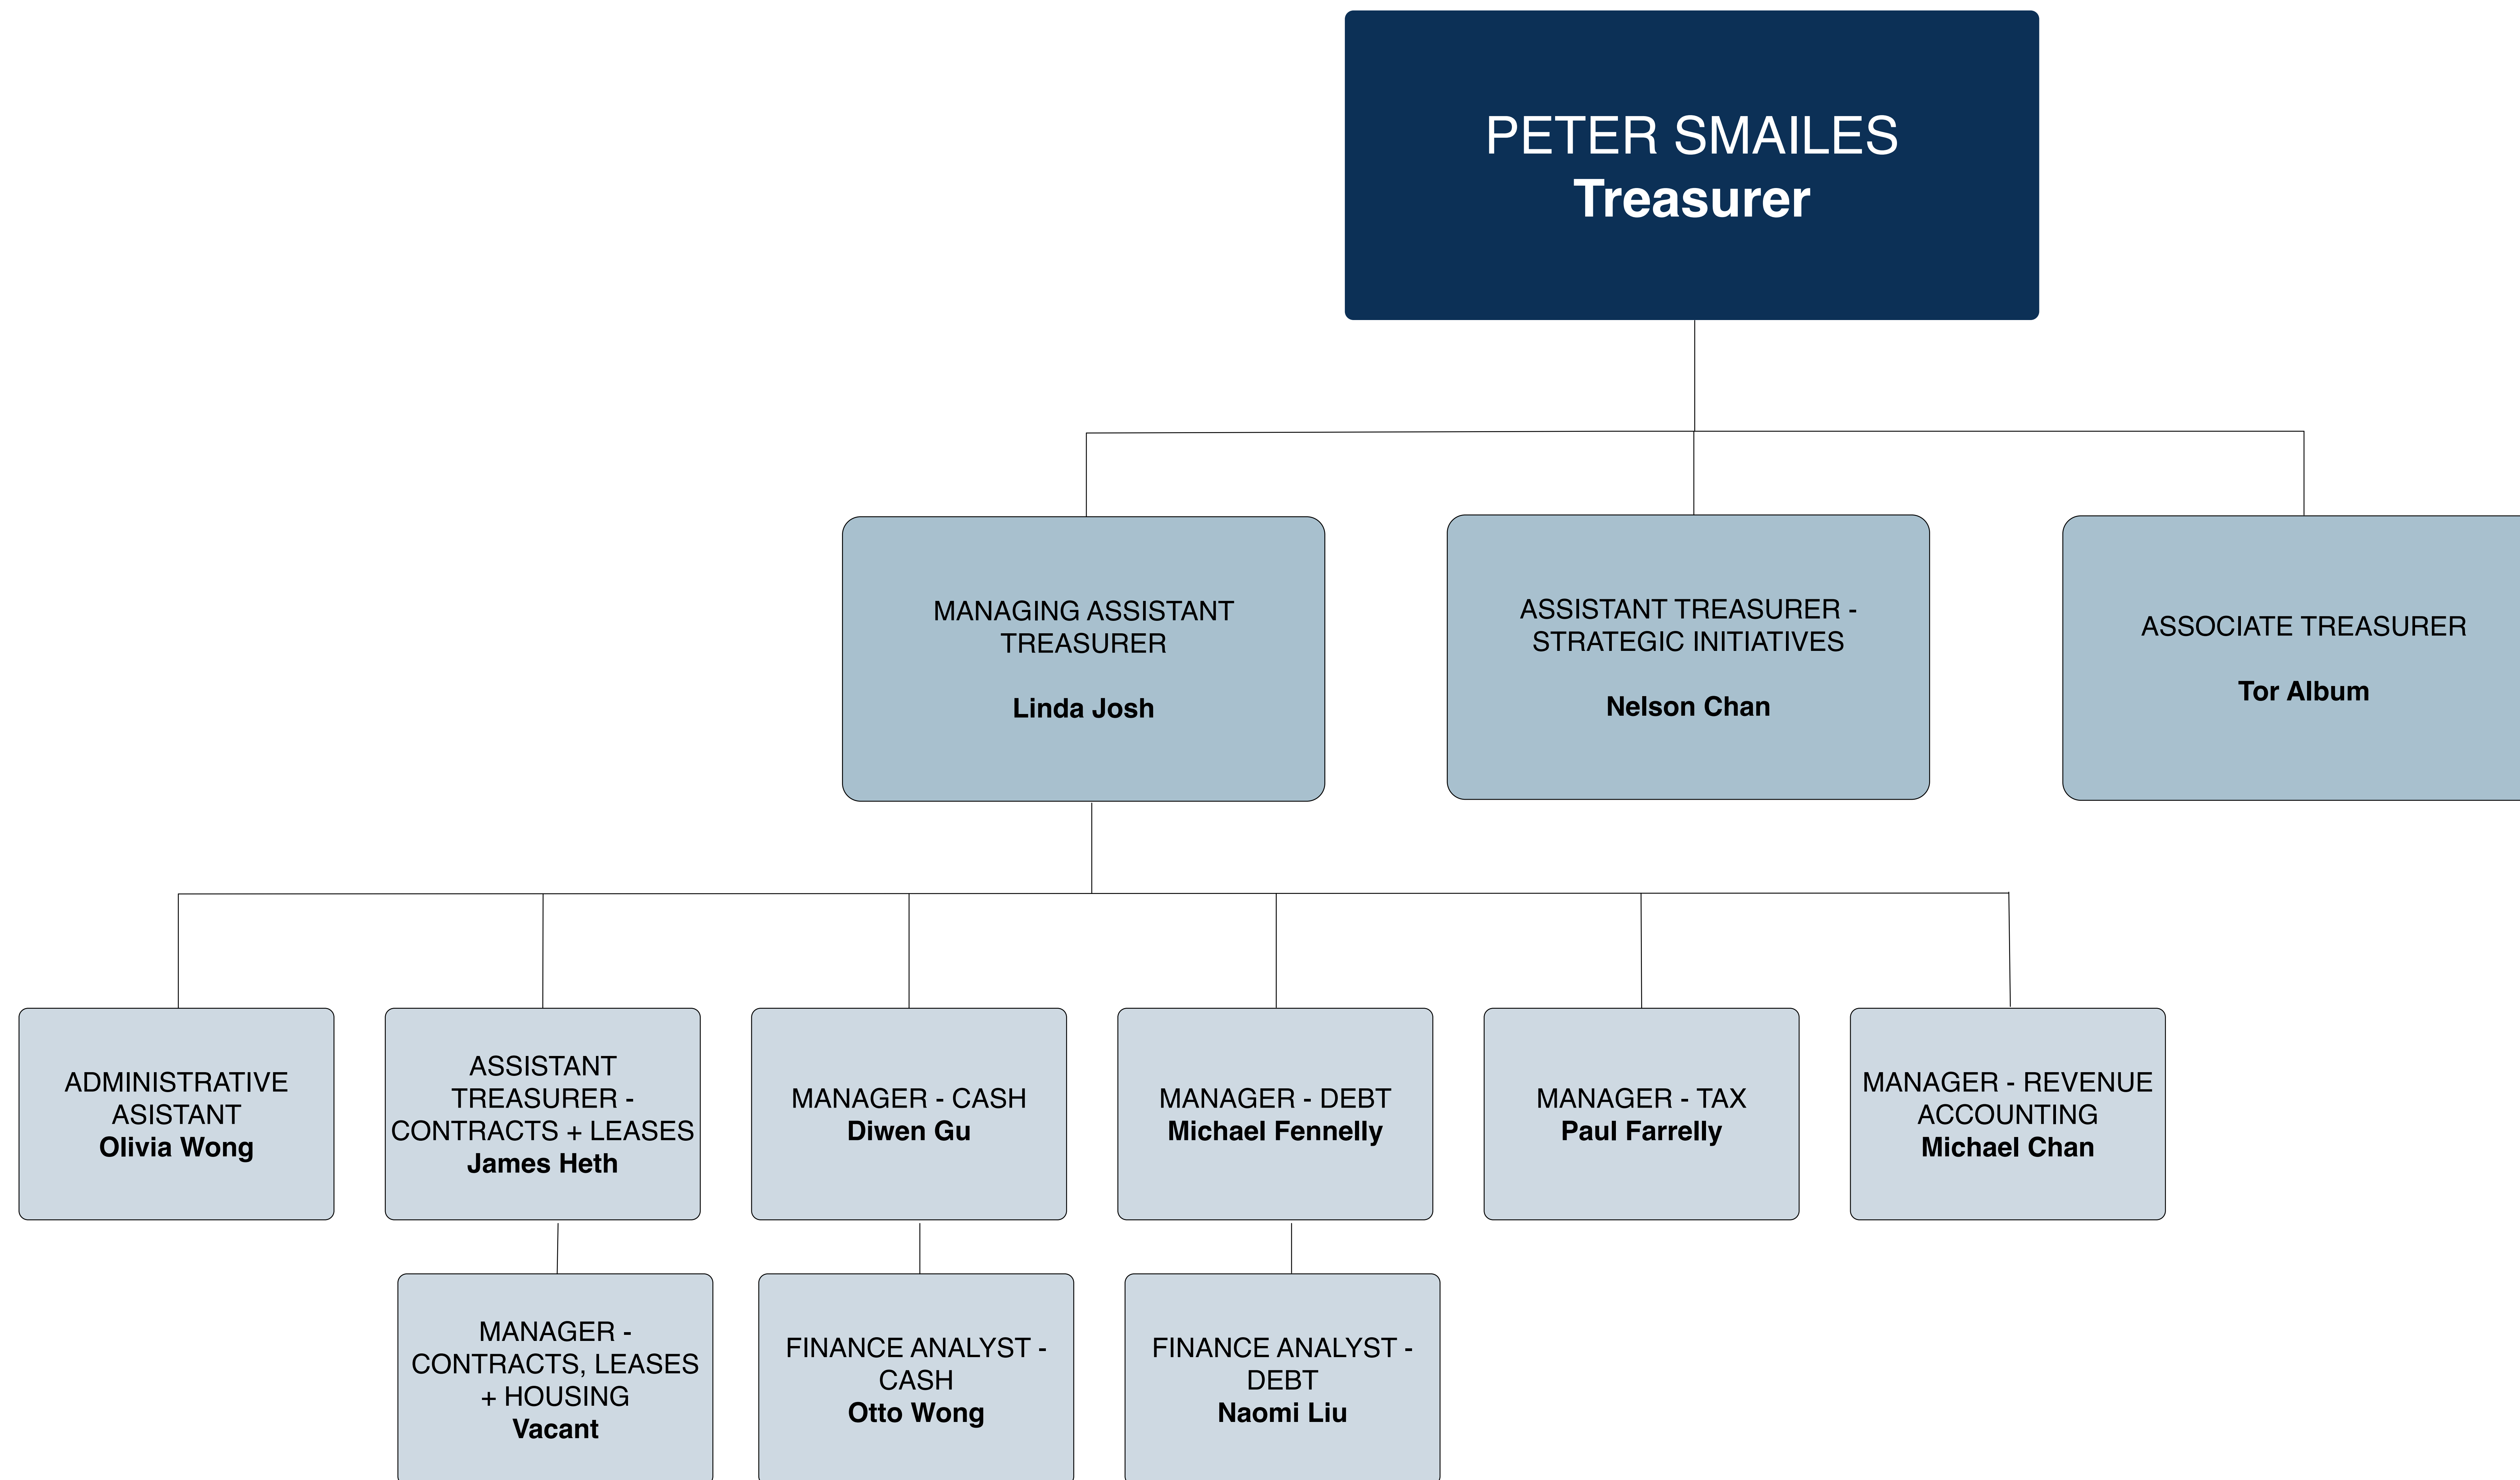 PETER SMAILES
Treasurer
MANAGING ASSISTANT
TREASURER
Linda Josh
ASSISTANT TREASURER -
STRATEGIC INITIATIVES
Nelson Chan
ASSOCIATE TREASURER
Tor Album
ADMINISTRATIVE
ASISTANT
Olivia Wong
ASSISTANT
TREASURER -
CONTRACTS + LEASES
James Heth
MANAGER - CASH
Diwen Gu
MANAGER - DEBT
Michael Fennelly
MANAGER - TAX
Paul Farrelly
MANAGER - REVENUE
ACCOUNTING
Michael Chan
MANAGER -
CONTRACTS, LEASES
+ HOUSING
Vacant
FINANCE ANALYST -
CASH
Otto Wong
FINANCE ANALYST -
DEBT
Naomi Liu